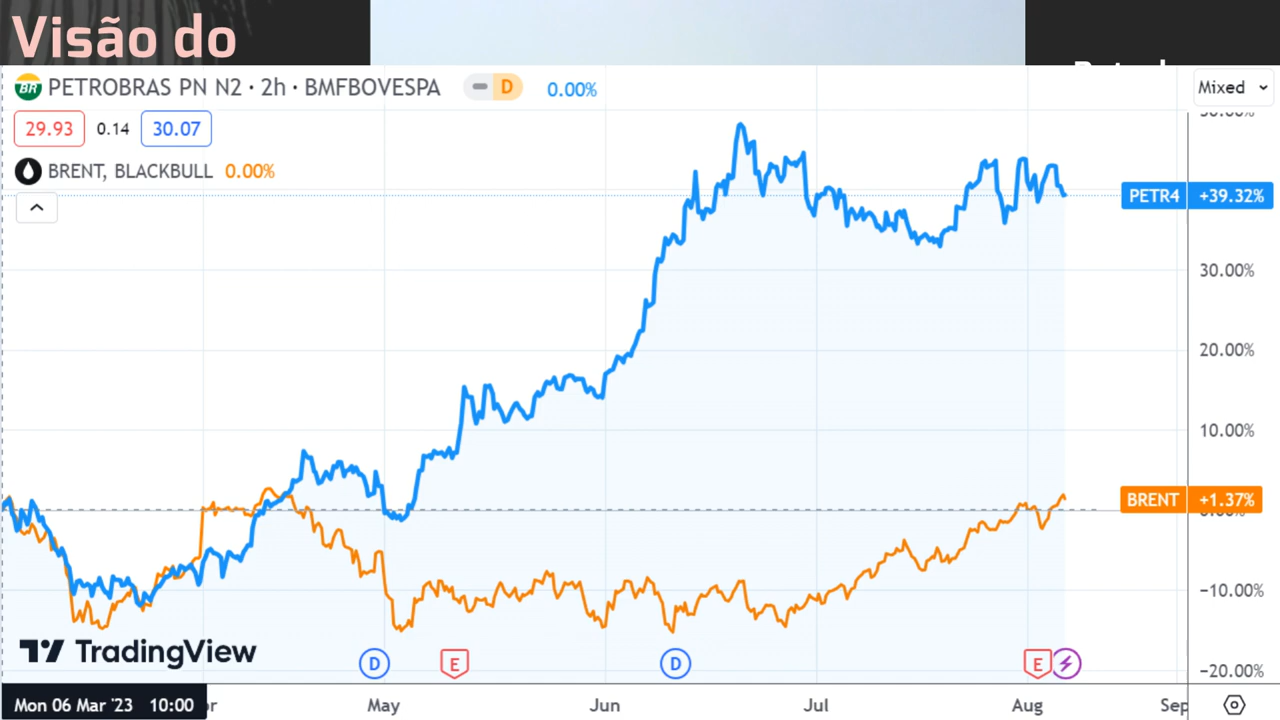 Visão do
BR PETROBRAS PN N2 · 2h · BMFBOVESPA D 0.00% Mixed
29.93 0.14 30.07
BRENT, BLACKBULL 0.00%
PETR4 +39.32%
30.00%
20.00%
10.00%
BRENT +1.37%
−10.00%
−20.00%
TradingView
D E D E
Mon 06 Mar '23 10:00 May Jun Jul Aug Sep